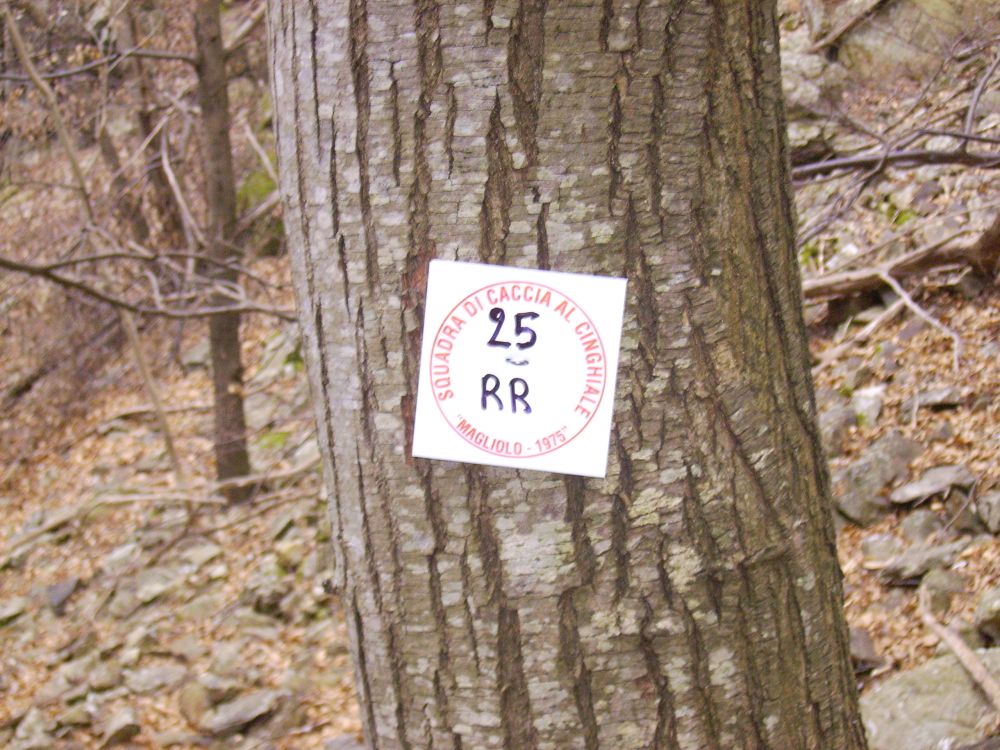 SQUADRA DI CACCIA AL CINGHIALE
25
RR
"MAGLIOLO - 1975"